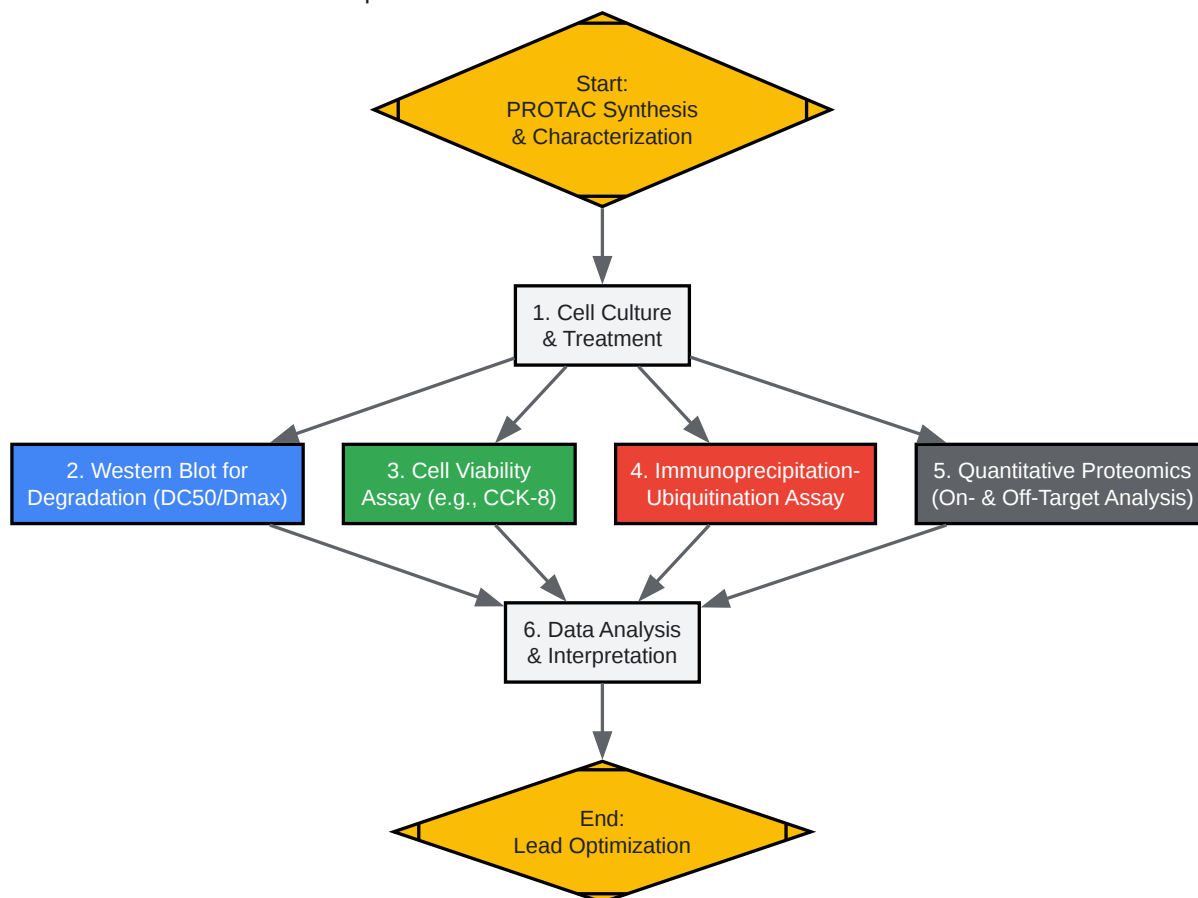 Start:
PROTAC Synthesis
& Characterization
1. Cell Culture
& Treatment
2. Western Blot for
Degradation (DC50/Dmax)
3. Cell Viability
Assay (e.g., CCK-8)
4. Immunoprecipitation-
Ubiquitination Assay
5. Quantitative Proteomics
(On- & Off-Target Analysis)
6. Data Analysis
& Interpretation
End:
Lead Optimization